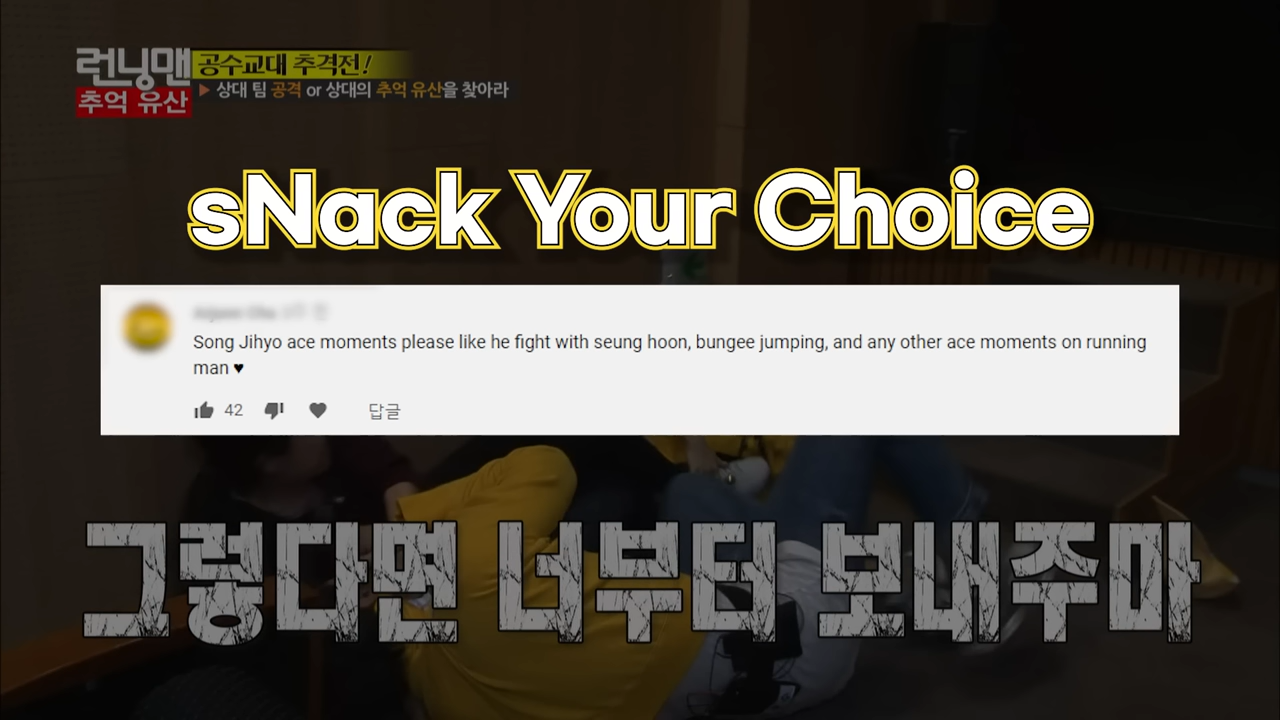 런닝맨 공수교대 추격전!
추억 유산 ▶ 상대 팀 공격 or 상대의 추억 유산을 찾아라
sNack Your Choice
Song Jihyo ace moments please like he fight with seung hoon, bungee jumping, and any other ace moments on running
man ♥
42 답글
그렇다면 너부터 보내주마